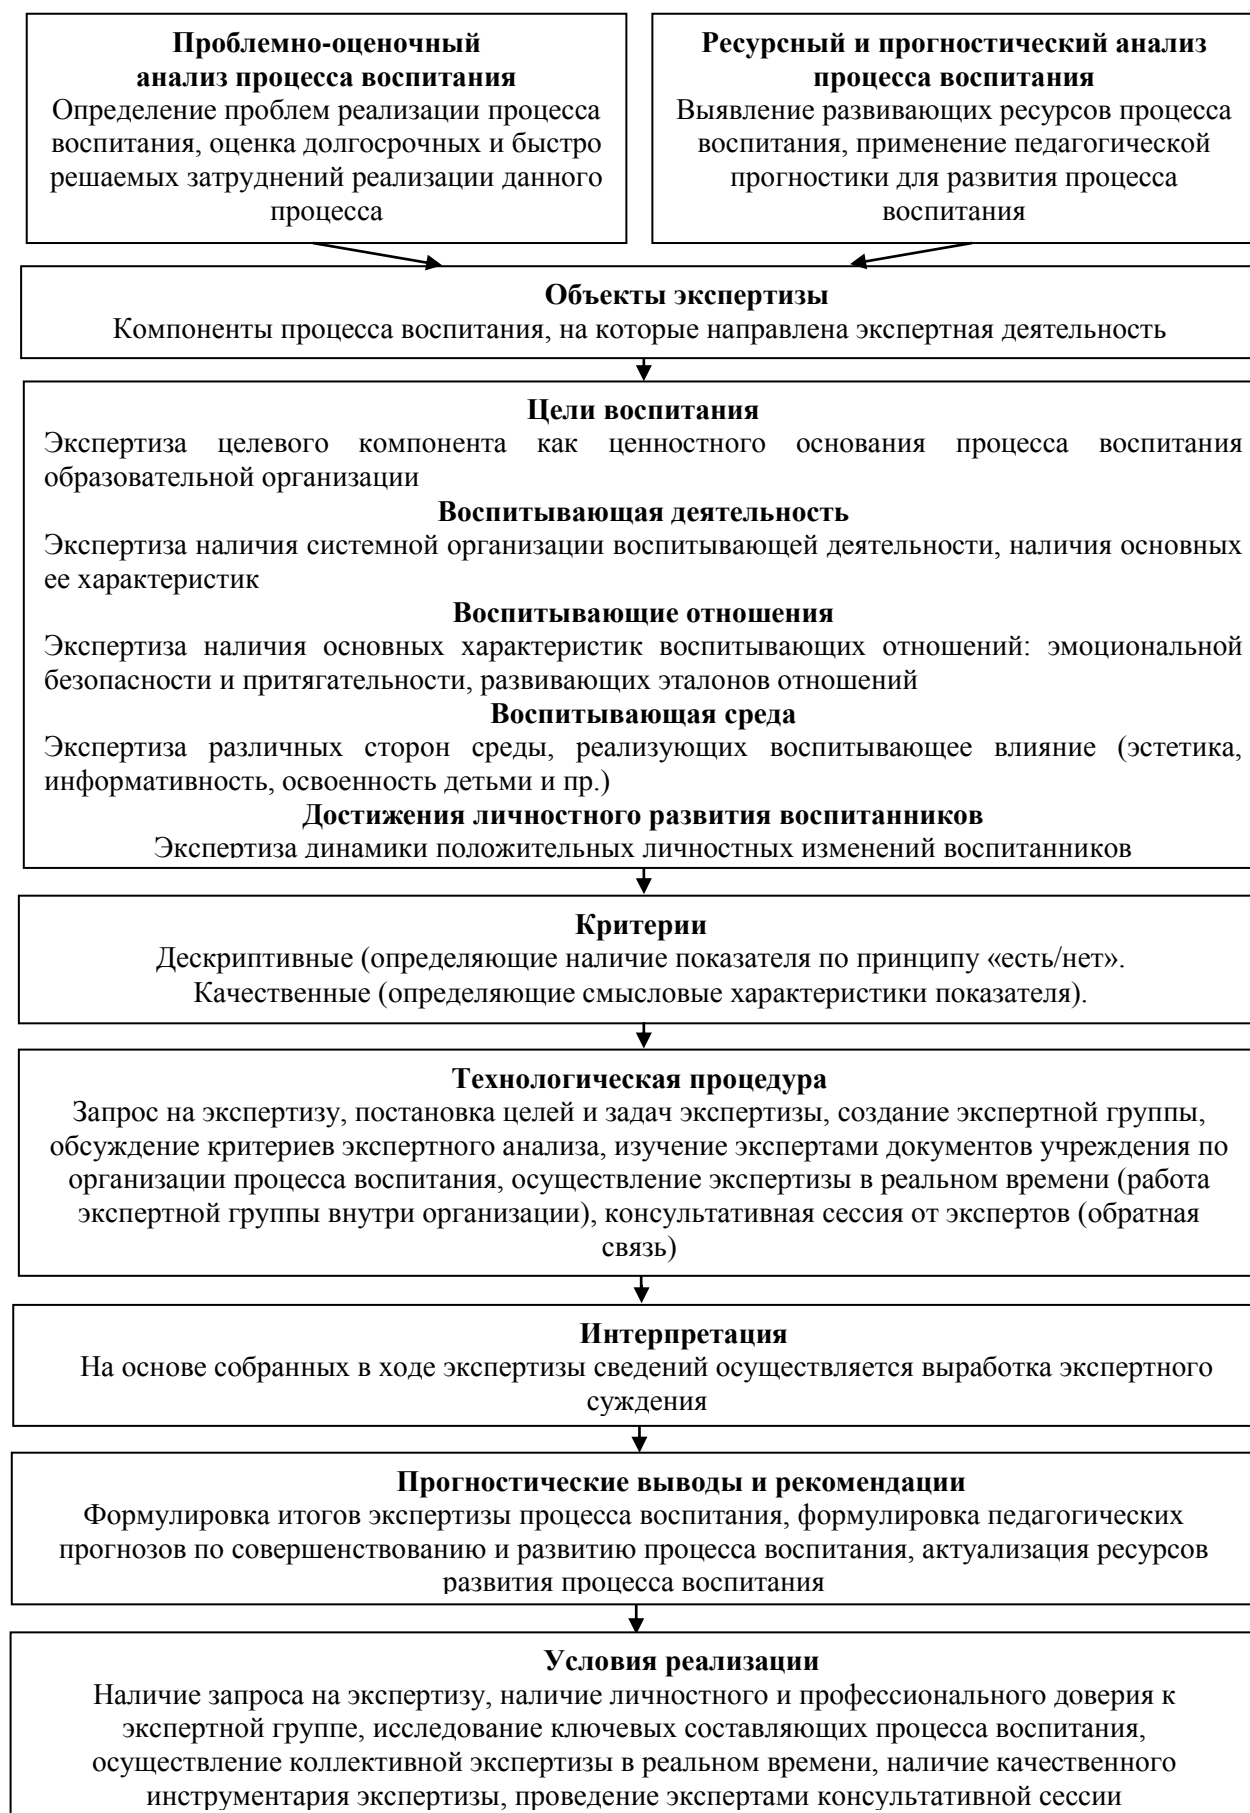 Проблемно-оценочный
анализ процесса воспитания
Определение проблем реализации процесса
воспитания, оценка долгосрочных и быстро
решаемых затруднений реализации данного
процесса
Ресурсный и прогностический анализ
процесса воспитания
Выявление развивающих ресурсов процесса
воспитания, применение педагогической
прогностики для развития процесса
воспитания
Объекты экспертизы
Компоненты процесса воспитания, на которые направлена экспертная деятельность
Цели воспитания
Экспертиза целевого компонента как ценностного основания процесса воспитания
образовательной организации
Воспитывающая деятельность
Экспертиза наличия системной организации воспитывающей деятельности, наличия основных
ее характеристик
Воспитывающие отношения
Экспертиза наличия основных характеристик воспитывающих отношений: эмоциональной
безопасности и притягательности, развивающих эталонов отношений
Воспитывающая среда
Экспертиза различных сторон среды, реализующих воспитывающее влияние (эстетика,
информативность, освоенность детьми и пр.)
Достижения личностного развития воспитанников
Экспертиза динамики положительных личностных изменений воспитанников
Критерии
Дескриптивные (определяющие наличие показателя по принципу «есть/нет».
Качественные (определяющие смысловые характеристики показателя).
Технологическая процедура
Запрос на экспертизу, постановка целей и задач экспертизы, создание экспертной группы,
обсуждение критериев экспертного анализа, изучение экспертами документов учреждения по
организации процесса воспитания, осуществление экспертизы в реальном времени (работа
экспертной группы внутри организации), консультативная сессия от экспертов (обратная
связь)
Интерпретация
На основе собранных в ходе экспертизы сведений осуществляется выработка экспертного
суждения
Прогностические выводы и рекомендации
Формулировка итогов экспертизы процесса воспитания, формулировка педагогических
прогнозов по совершенствованию и развитию процесса воспитания, актуализация ресурсов
развития процесса воспитания
Условия реализации
Наличие запроса на экспертизу, наличие личностного и профессионального доверия к
экспертной группе, исследование ключевых составляющих процесса воспитания,
осуществление коллективной экспертизы в реальном времени, наличие качественного
инструментария экспертизы, проведение экспертами консультативной сессии